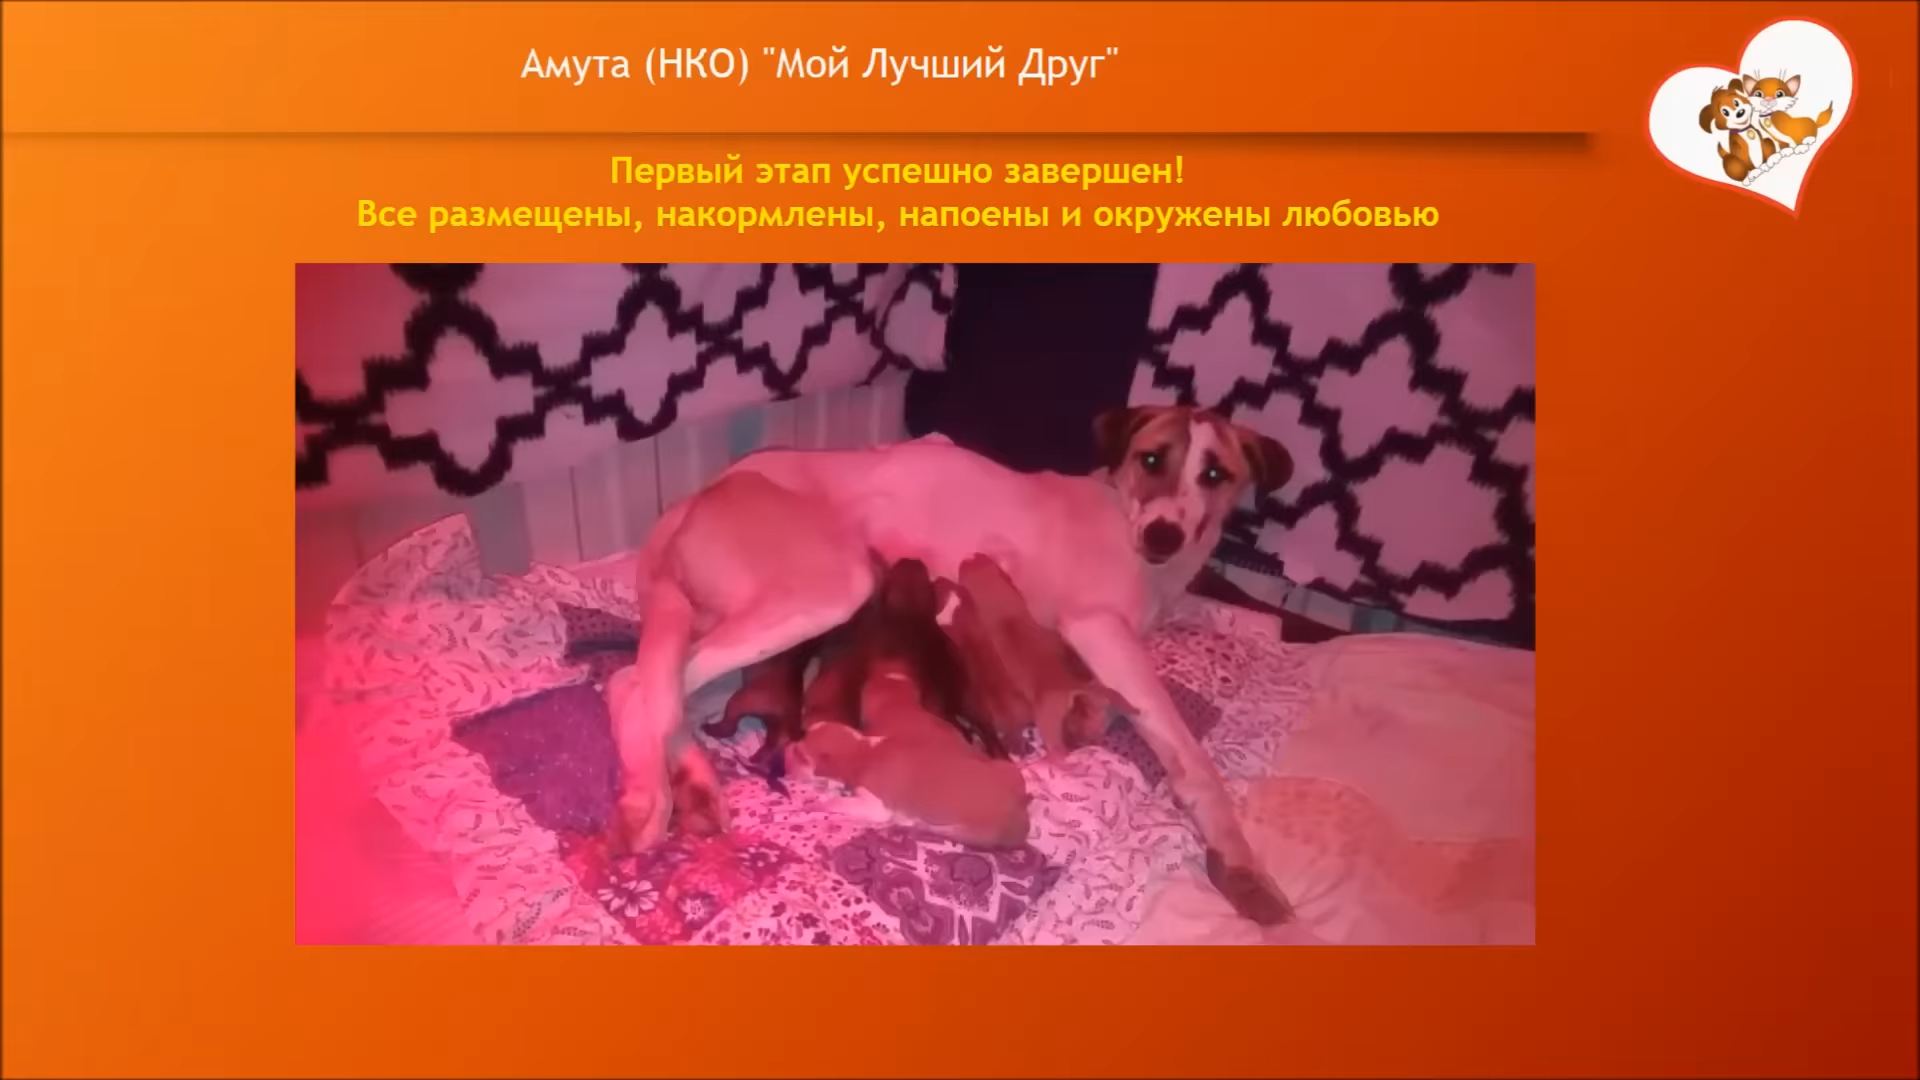 Амута (НКО) "Мой Лучший Друг"
Первый этап успешно завершен!
Все размещены, накормлены, напоены и окружены любовью